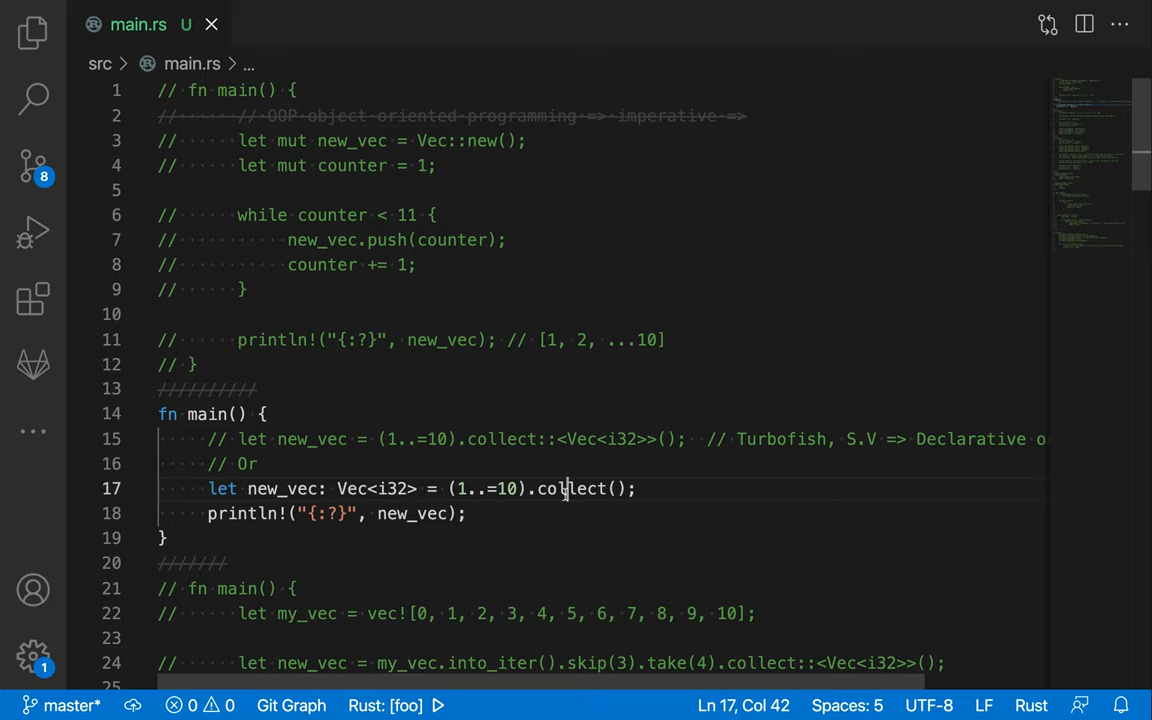 main.rs U
src > main.rs > ...
1 // fn main() {
2 // // OOP object oriented programming => imperative =>
3 // let mut new_vec = Vec::new();
4 // let mut counter = 1;
5
6 // while counter < 11 {
7 // new_vec.push(counter);
8 // counter += 1;
9 // }
10
11 // println!("{:?}", new_vec); // [1, 2, ...10]
12 // }
13 //////////
14 fn main() {
15 // let new_vec = (1..=10).collect::<Vec<i32>>(); // Turbofish, S.V => Declarative o
16 // Or
17 let new_vec: Vec<i32> = (1..=10).collect();
18 println!("{:?}", new_vec);
19 }
20 ///////
21 // fn main() {
22 // let my_vec = vec![0, 1, 2, 3, 4, 5, 6, 7, 8, 9, 10];
23
24 // let new_vec = my_vec.into_iter().skip(3).take(4).collect::<Vec<i32>>();
25
8
1
master* 0 0 Git Graph Rust: [foo] Ln 17, Col 42 Spaces: 5 UTF-8 LF Rust